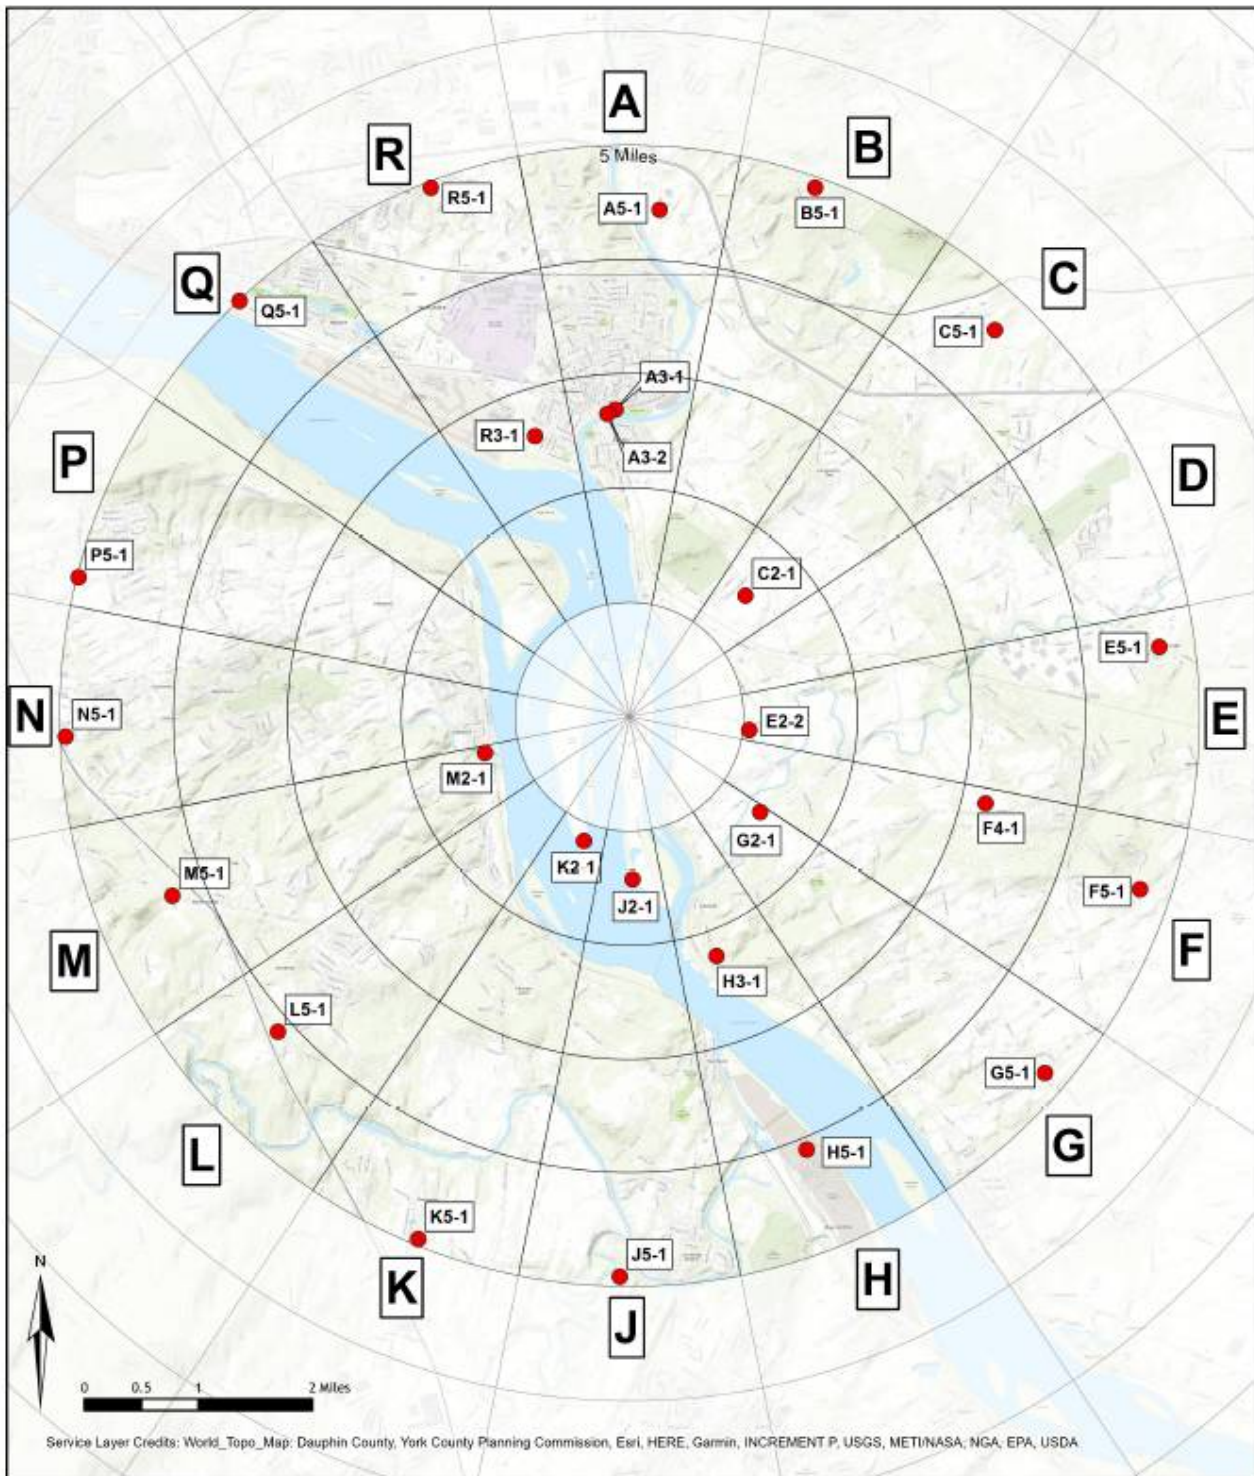 A
B
R
5 Miles
R5-1
A5-1
B5-1
Q
C
Q5-1
C5-1
A3-1
R3-1
A3-2
P
D
P5-1
C2-1
E5-1
N
N5-1
E2-2
E
M2-1
F4-1
G2-1
K2-1
M5-1
F5-1
J2-1
M
F
H3-1
L5-1
G5-1
L
H5-1
G
K5-1
J5-1
N
K
H
J
0 0.5 1 2 Miles
Service Layer Credits: World_Topo_Map: Dauphin County, York County Planning Commission, Esri, HERE, Garmin, INCREMENT P, USGS, METI/NASA, NGA, EPA, USDA